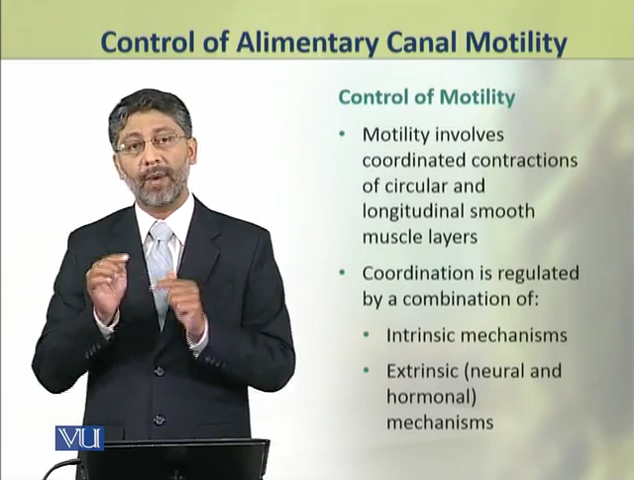 Control of Alimentary Canal Motility
Control of Motility
• Motility involves
coordinated contractions
of circular and
longitudinal smooth
muscle layers
• Coordination is regulated
by a combination of:
• Intrinsic mechanisms
• Extrinsic (neural and
hormonal)
mechanisms
VU